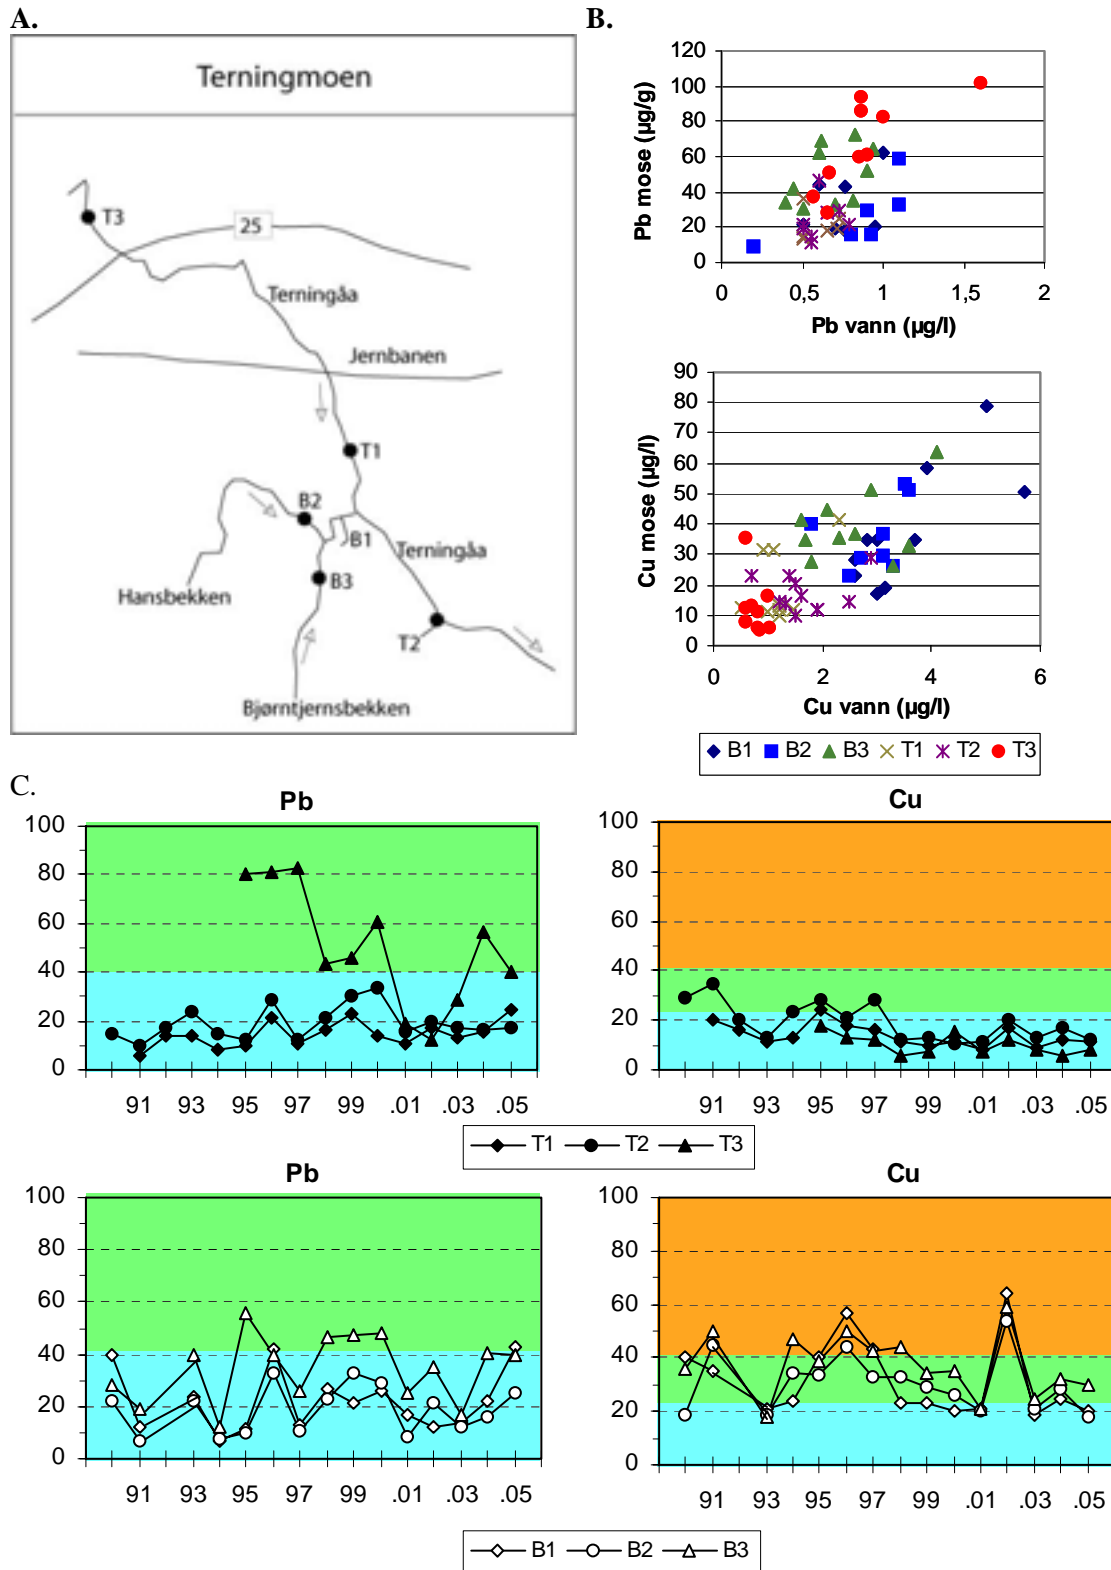 A.
Terningmoen
T3
25
Terningåa
Jernbanen
T1
B2
B1
Terningåa
B3
Hansbekken
T2
Bjørntjernsbekken
B.
Pb mose (µg/g)
120
100
80
60
40
20
0
0 0,5 1 1,5 2
Pb vann (µg/l)
Cu mose (µg/l)
90
80
70
60
50
40
30
20
10
0
0 2 4 6
Cu vann (µg/l)
B1 B2 B3 T1 T2 T3
C.
Pb
100
80
60
40
20
0
91 93 95 97 99 .01 .03 .05
Cu
100
80
60
40
20
0
91 93 95 97 99 .01 .03 .05
T1 T2 T3
Pb
100
80
60
40
20
0
91 93 95 97 99 .01 .03 .05
Cu
100
80
60
40
20
0
91 93 95 97 99 .01 .03 .05
B1 B2 B3